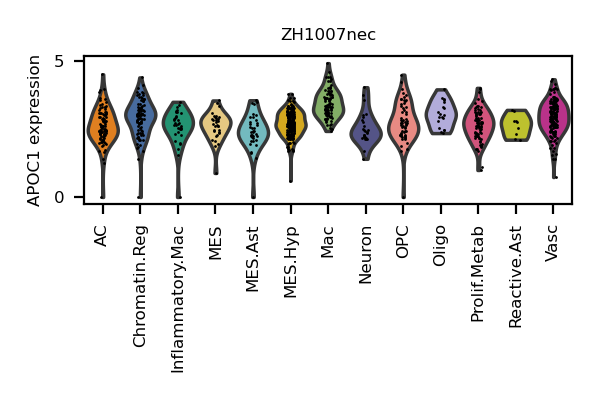 ZH1007nec
APOC1 expression
5
0
AC
Chromatin.Reg
Inflammatory.Mac
MES
MES.Ast
MES.Hyp
Mac
Neuron
OPC
Oligo
Prolif.Metab
Reactive.Ast
Vasc